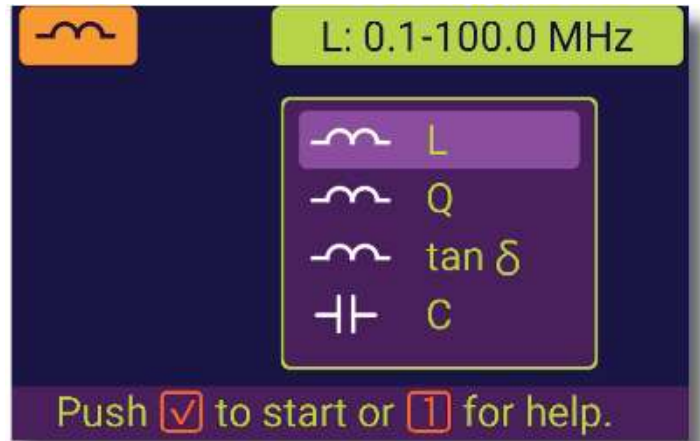 L: 0.1-100.0 MHz
L
Q
tan δ
C
Push ✓ to start or 1 for help.